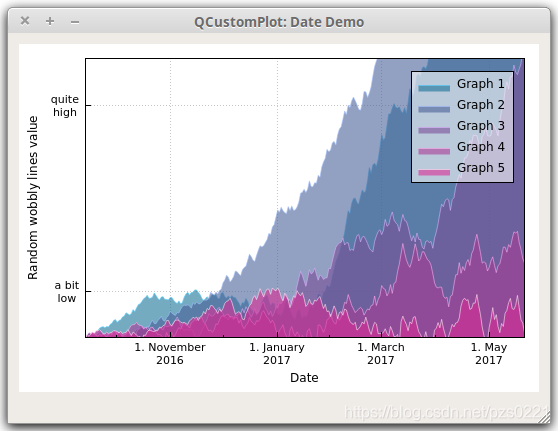 QCustomPlot: Date Demo
Graph 1
Graph 2
Graph 3
Graph 4
Graph 5
quite
high
Random wobbly lines value
a bit
low
1. November
2016
1. January
2017
1. March
2017
1. May
2017
Date
https://blog.csdn.net/pzs0221